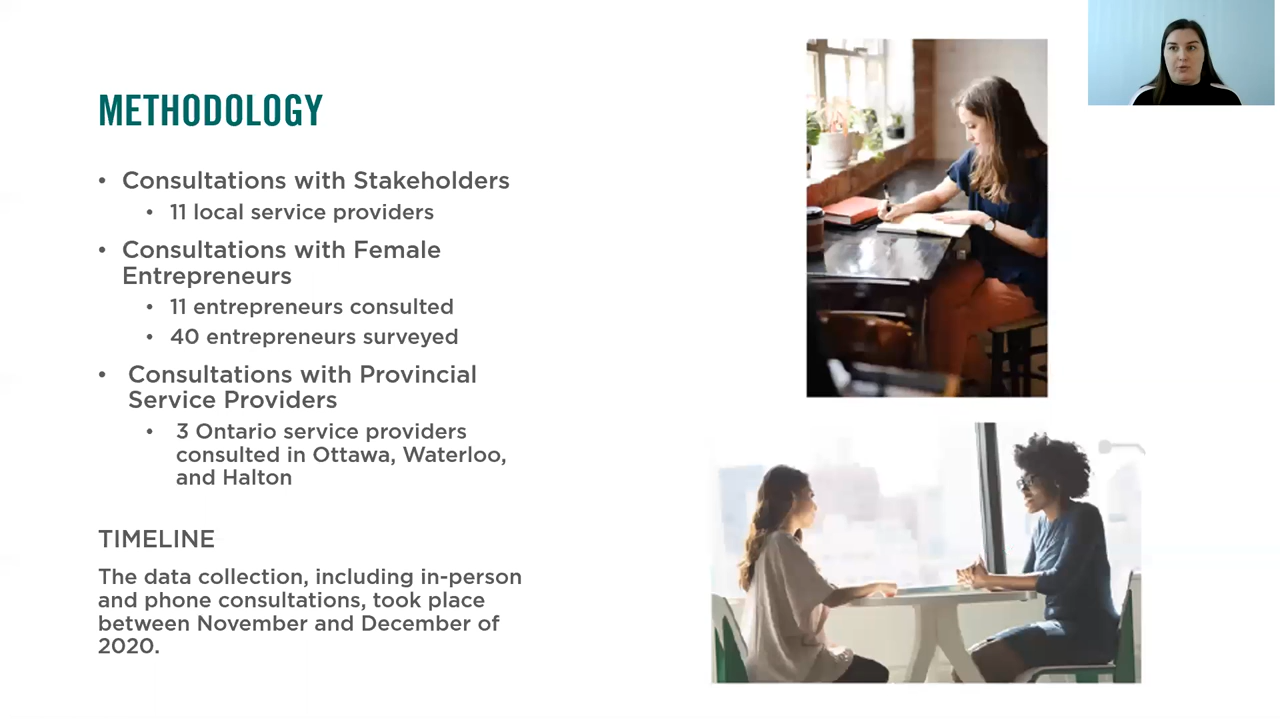 METHODOLOGY
• Consultations with Stakeholders
• 11 local service providers
• Consultations with Female
Entrepreneurs
• 11 entrepreneurs consulted
• 40 entrepreneurs surveyed
• Consultations with Provincial
Service Providers
• 3 Ontario service providers
consulted in Ottawa, Waterloo,
and Halton
TIMELINE
The data collection, including in-person
and phone consultations, took place
between November and December of
2020.